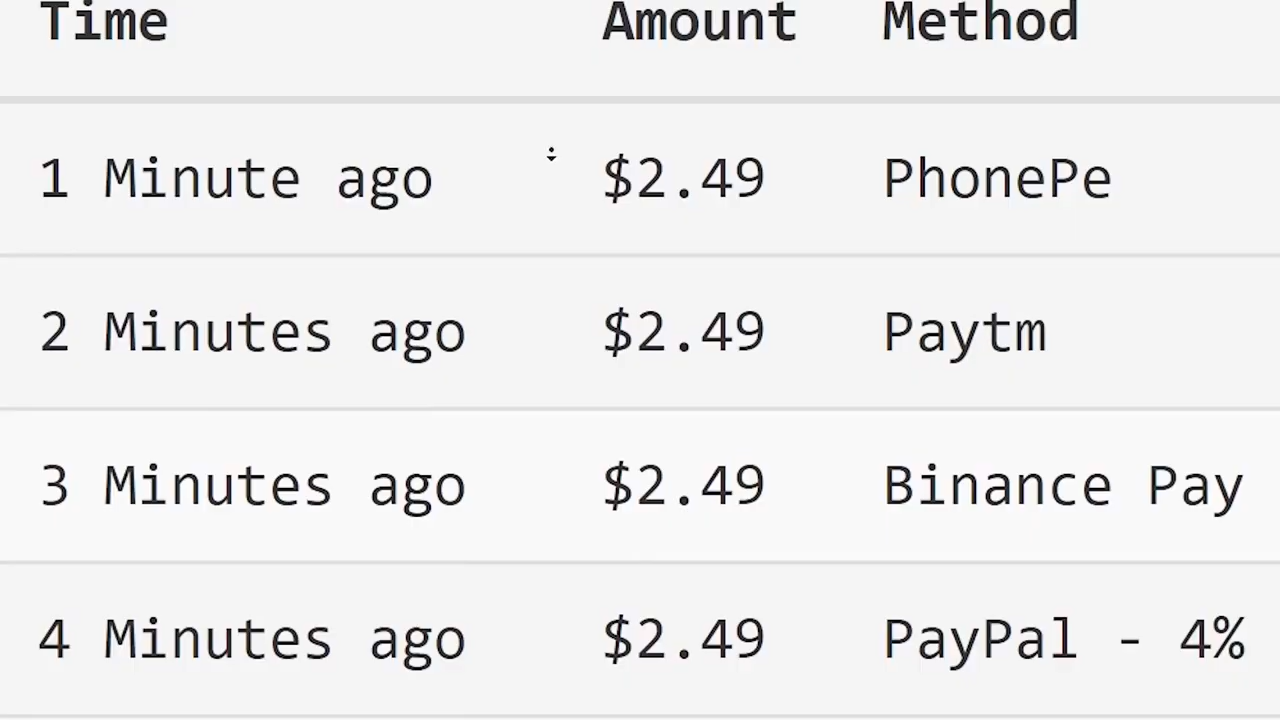 Time Amount Method
1 Minute ago $2.49 PhonePe
2 Minutes ago $2.49 Paytm
3 Minutes ago $2.49 Binance Pay
4 Minutes ago $2.49 PayPal - 4%